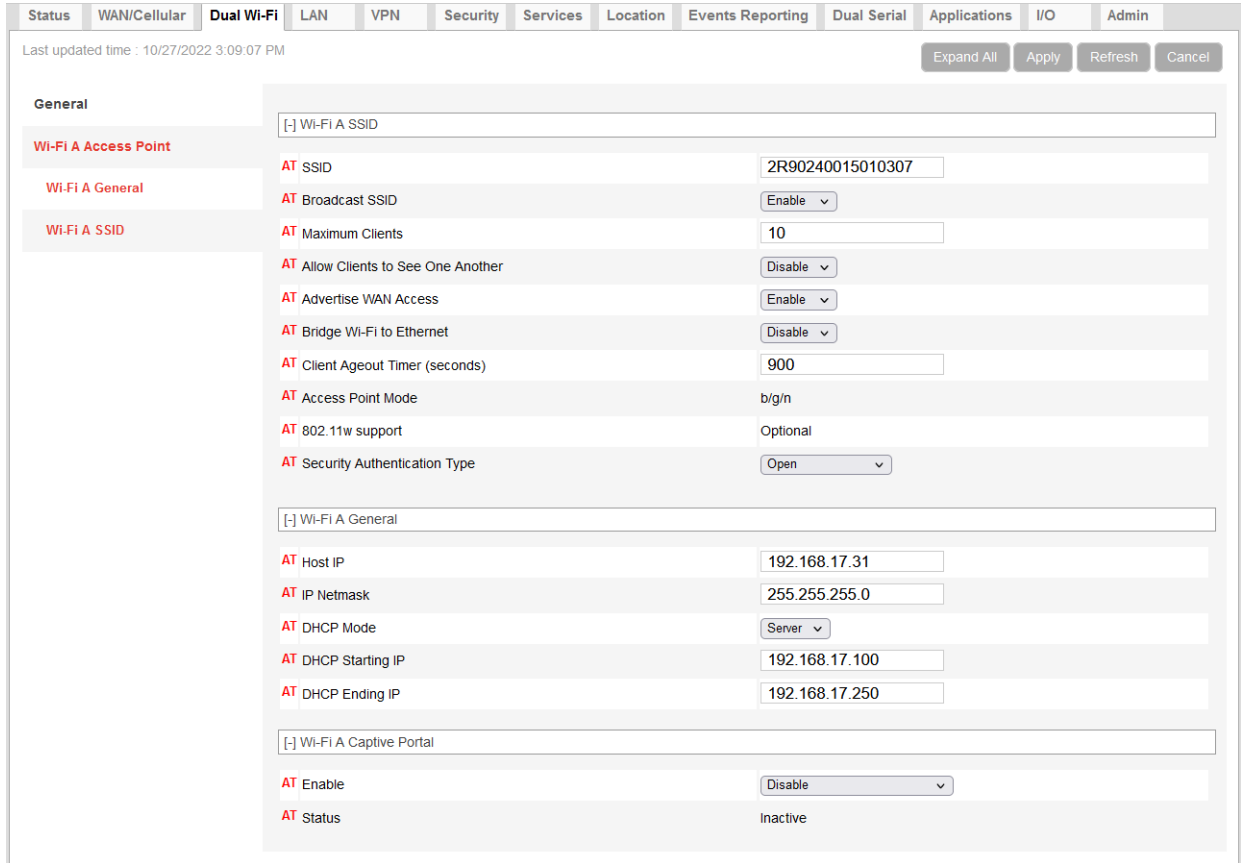 Status WAN/Cellular Dual Wi-Fi LAN VPN Security Services Location Events Reporting Dual Serial Applications I/O Admin
Last updated time : 10/27/2022 3:09:07 PM
Expand All Apply Refresh Cancel
General
Wi-Fi A Access Point
Wi-Fi A General
Wi-Fi A SSID
[-] Wi-Fi A SSID
AT SSID 2R90240015010307
AT Broadcast SSID Enable
AT Maximum Clients 10
AT Allow Clients to See One Another Disable
AT Advertise WAN Access Enable
AT Bridge Wi-Fi to Ethernet Disable
AT Client Ageout Timer (seconds) 900
AT Access Point Mode b/g/n
AT 802.11w support Optional
AT Security Authentication Type Open
[-] Wi-Fi A General
AT Host IP 192.168.17.31
AT IP Netmask 255.255.255.0
AT DHCP Mode Server
AT DHCP Starting IP 192.168.17.100
AT DHCP Ending IP 192.168.17.250
[-] Wi-Fi A Captive Portal
AT Enable Disable
AT Status Inactive